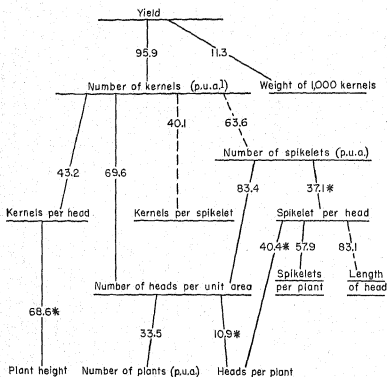 Yield
95.9 11.3
Number of kernels (p.u.a.1) Weight of 1,000 kernels
40.1 63.6
Number of spikelets (p.u.a.)
43.2 69.6 83.4 37.1*
Kernels per head Kernels per spikelet Spikelet per head
40.4* 57.9 83.1
Spikelets per plant
Length of head
Number of heads per unit area
68.6* 33.5 10.9*
Plant height Number of plants (p.u.a.) Heads per plant